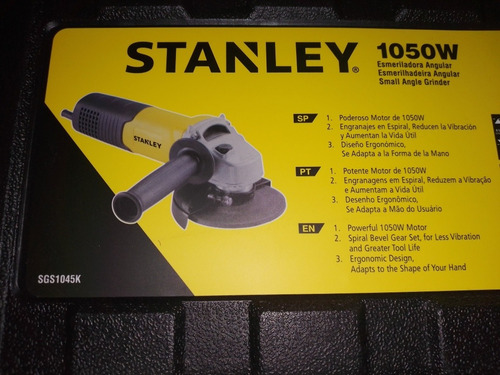 STANLEY®
1050W
Esmeriladora Angular
Esmerilhadeira Angular
Small Angle Grinder
STANLEY
SP
1. Poderoso Motor de 1050W
2. Engranajes en Espiral, Reducen la Vibración
y Aumentan la Vida Útil
3. Diseño Ergonómico,
Se Adapta a la Forma de la Mano
PT
1. Potente Motor de 1050W
2. Engranagens em Espiral, Reduzem a Vibração
e Aumentam a Vida Útil
3. Desenho Ergonômico,
Se Adapta a Mão do Usuário
EN
1. Powerful 1050W Motor
2. Spiral Bevel Gear Set, for Less Vibration
and Greater Tool Life
3. Ergonomic Design,
Adapts to the Shape of Your Hand
SGS1045K